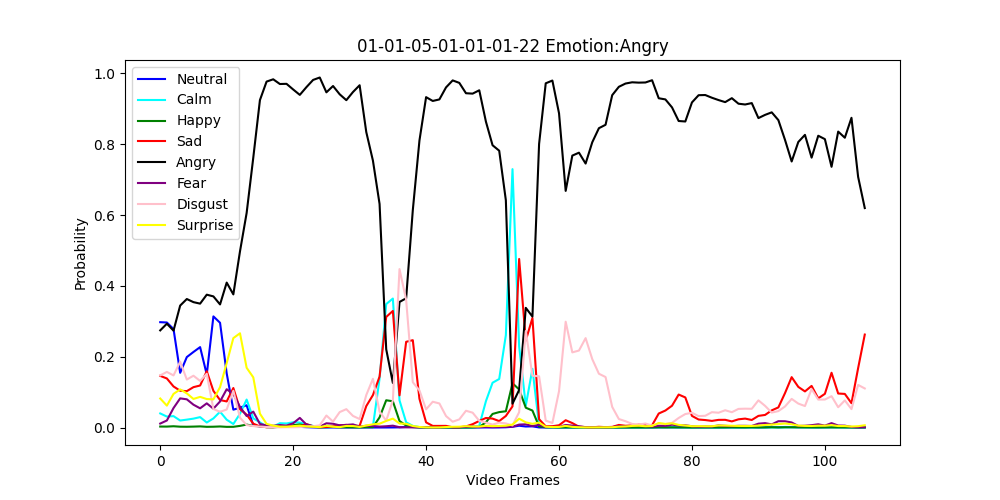 01-01-05-01-01-01-22 Emotion:Angry
1.0
0.8
0.6
0.4
0.2
0.0
Probability
Neutral
Calm
Happy
Sad
Angry
Fear
Disgust
Surprise
0 20 40 60 80 100
Video Frames